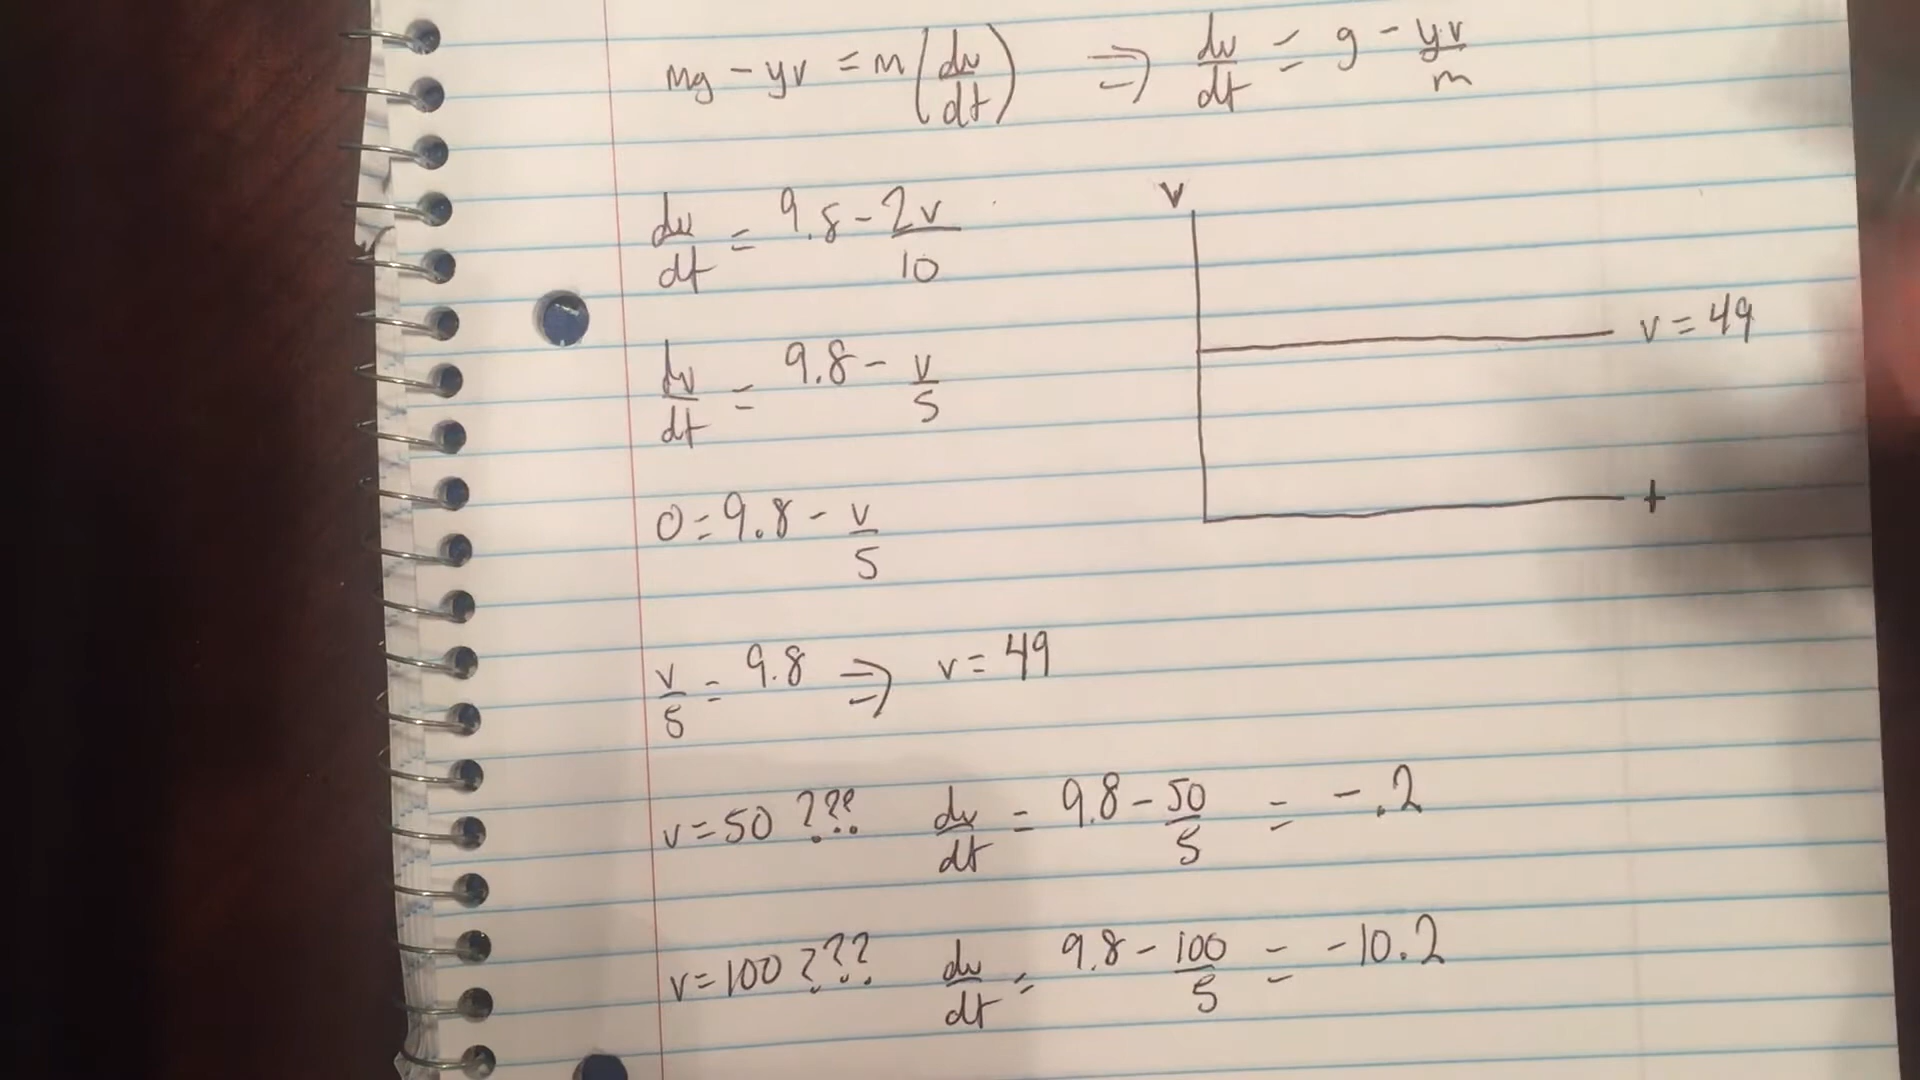 mg - yv = m(dv/dt) ⇒ dv/dt = g - yv/m
dv/dt = 9.8 - 2v/10
v
v = 49
t
dv/dt = 9.8 - v/5
0 = 9.8 - v/5
v/5 = 9.8 ⇒ v = 49
v = 50 ??? dv/dt = 9.8 - 50/5 = -.2
v = 100 ??? dv/dt = 9.8 - 100/5 = -10.2